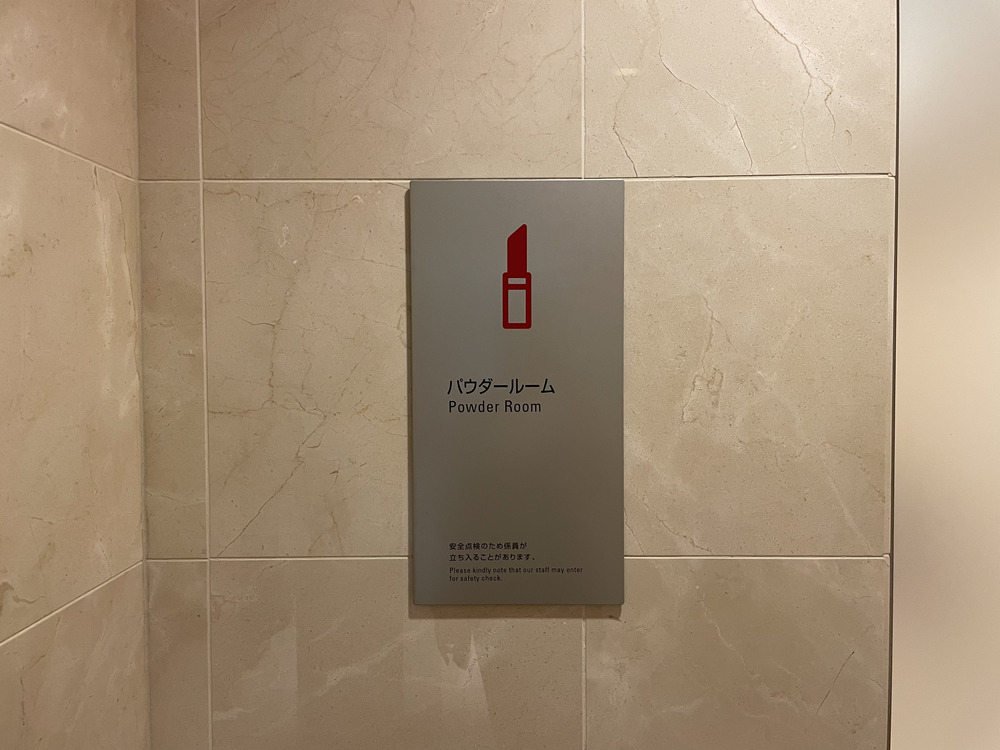 パウダールーム
Powder Room
安全点検のため係員が
立ち入ることがあります。
Please kindly note that our staff may enter
for safety check.